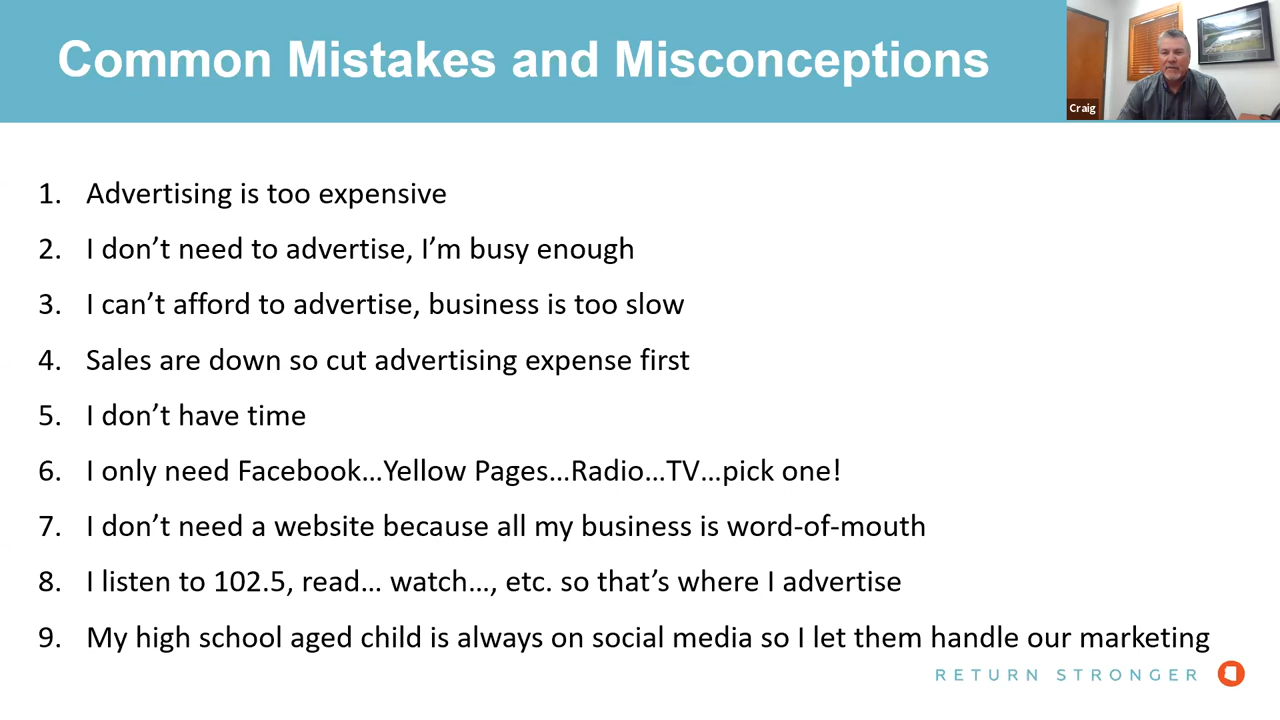 Common Mistakes and Misconceptions
Craig
1. Advertising is too expensive
2. I don’t need to advertise, I’m busy enough
3. I can’t afford to advertise, business is too slow
4. Sales are down so cut advertising expense first
5. I don’t have time
6. I only need Facebook…Yellow Pages…Radio…TV…pick one!
7. I don’t need a website because all my business is word-of-mouth
8. I listen to 102.5, read… watch…, etc. so that’s where I advertise
9. My high school aged child is always on social media so I let them handle our marketing
RETURN STRONGER